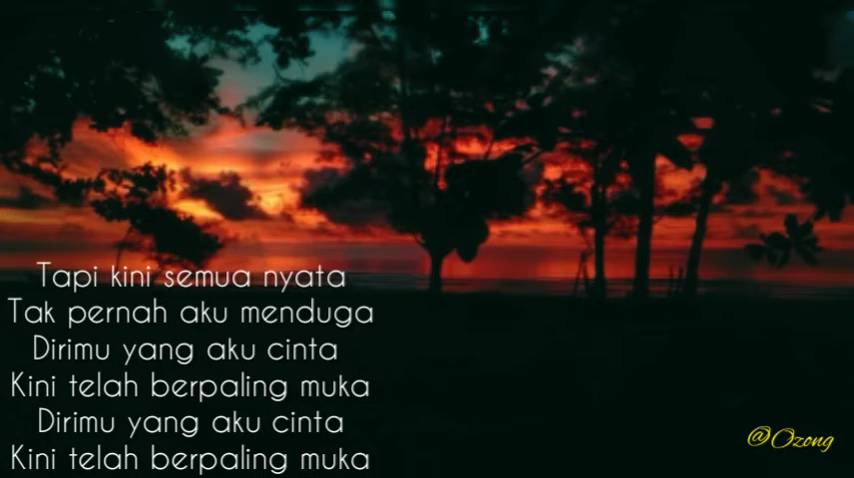 Tapi kini semua nyata
Tak pernah aku menduga
Dirimu yang aku cinta
Kini telah berpaling muka
Dirimu yang aku cinta
Kini telah berpaling muka
@Ozong